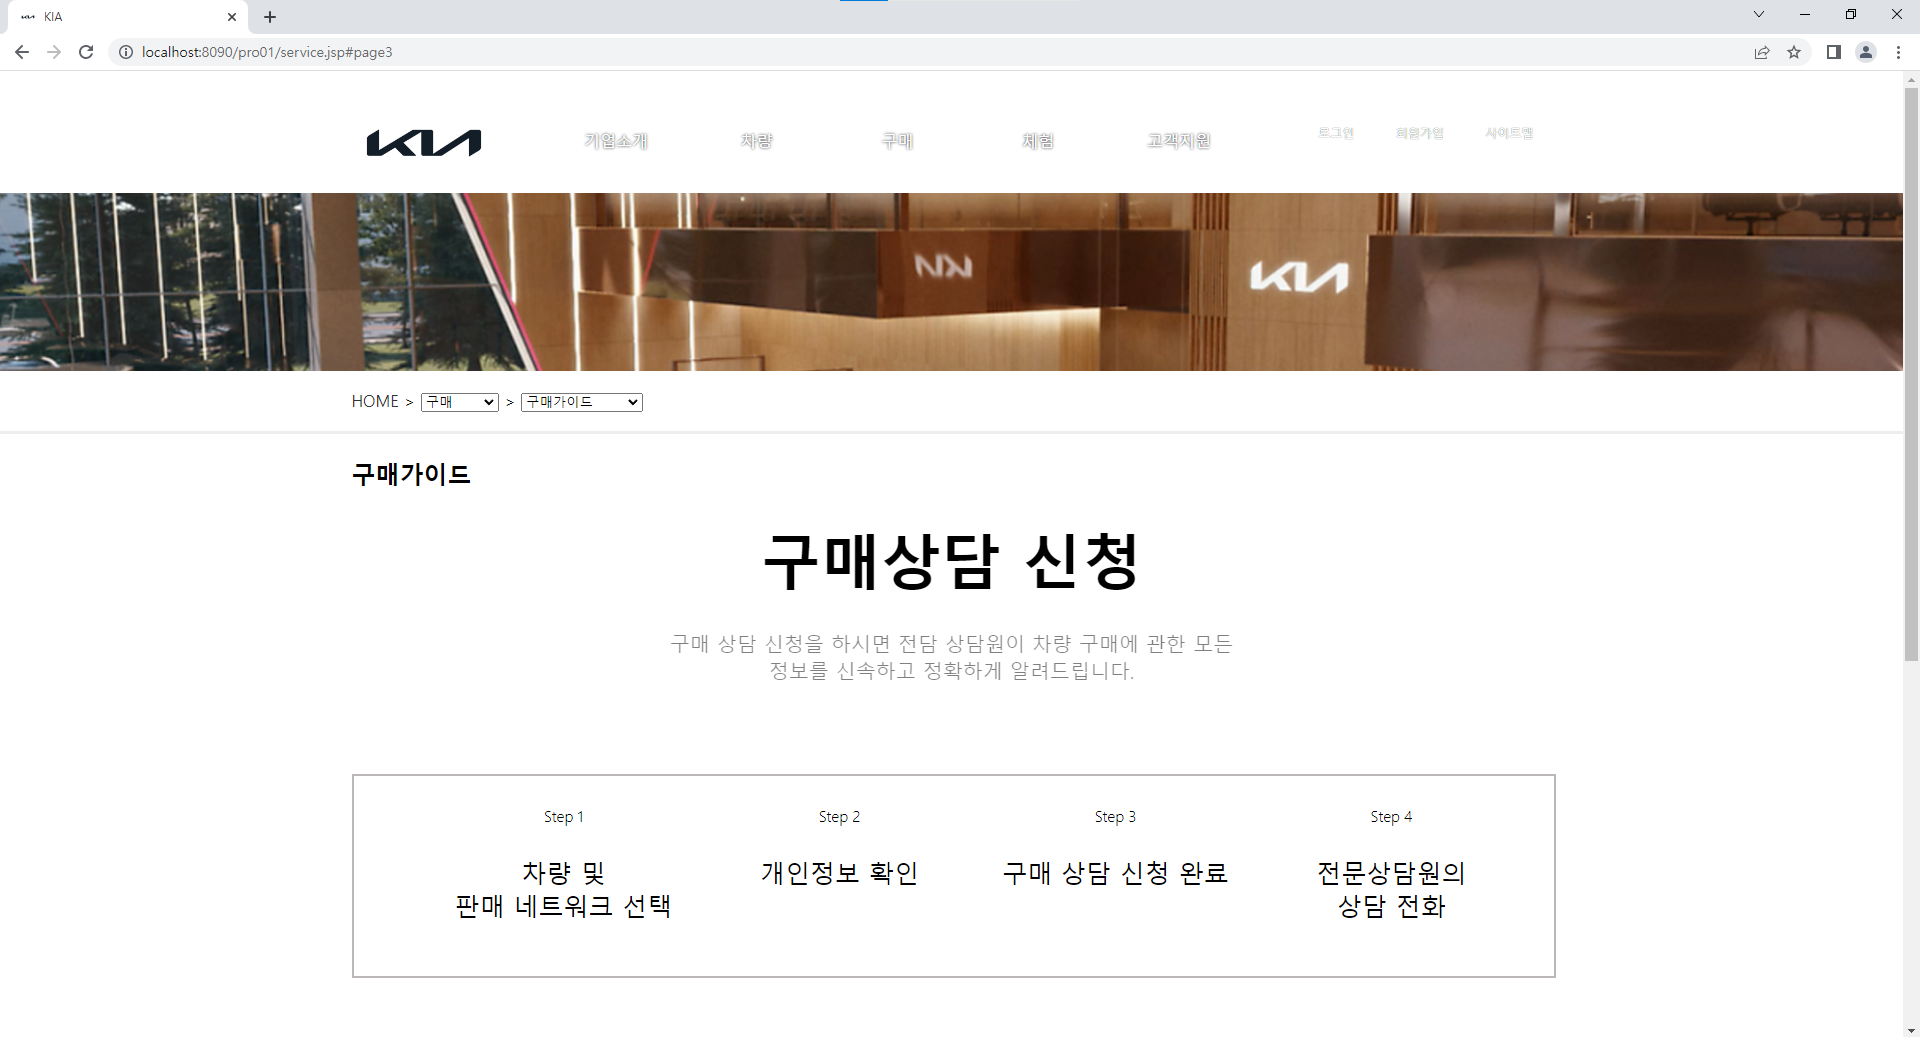 KIA
localhost:8090/pro01/service.jsp#page3
KIA
기업소개 차량 구매 체험 고객지원 로그인 회원가입 사이트맵
KIA
HOME > 구매 > 구매가이드
구매가이드
구매상담 신청
구매 상담 신청을 하시면 전담 상담원이 차량 구매에 관한 모든
정보를 신속하고 정확하게 알려드립니다.
Step 1 Step 2 Step 3 Step 4
차량 및 개인정보 확인 구매 상담 신청 완료 전문상담원의
판매 네트워크 선택 상담 전화